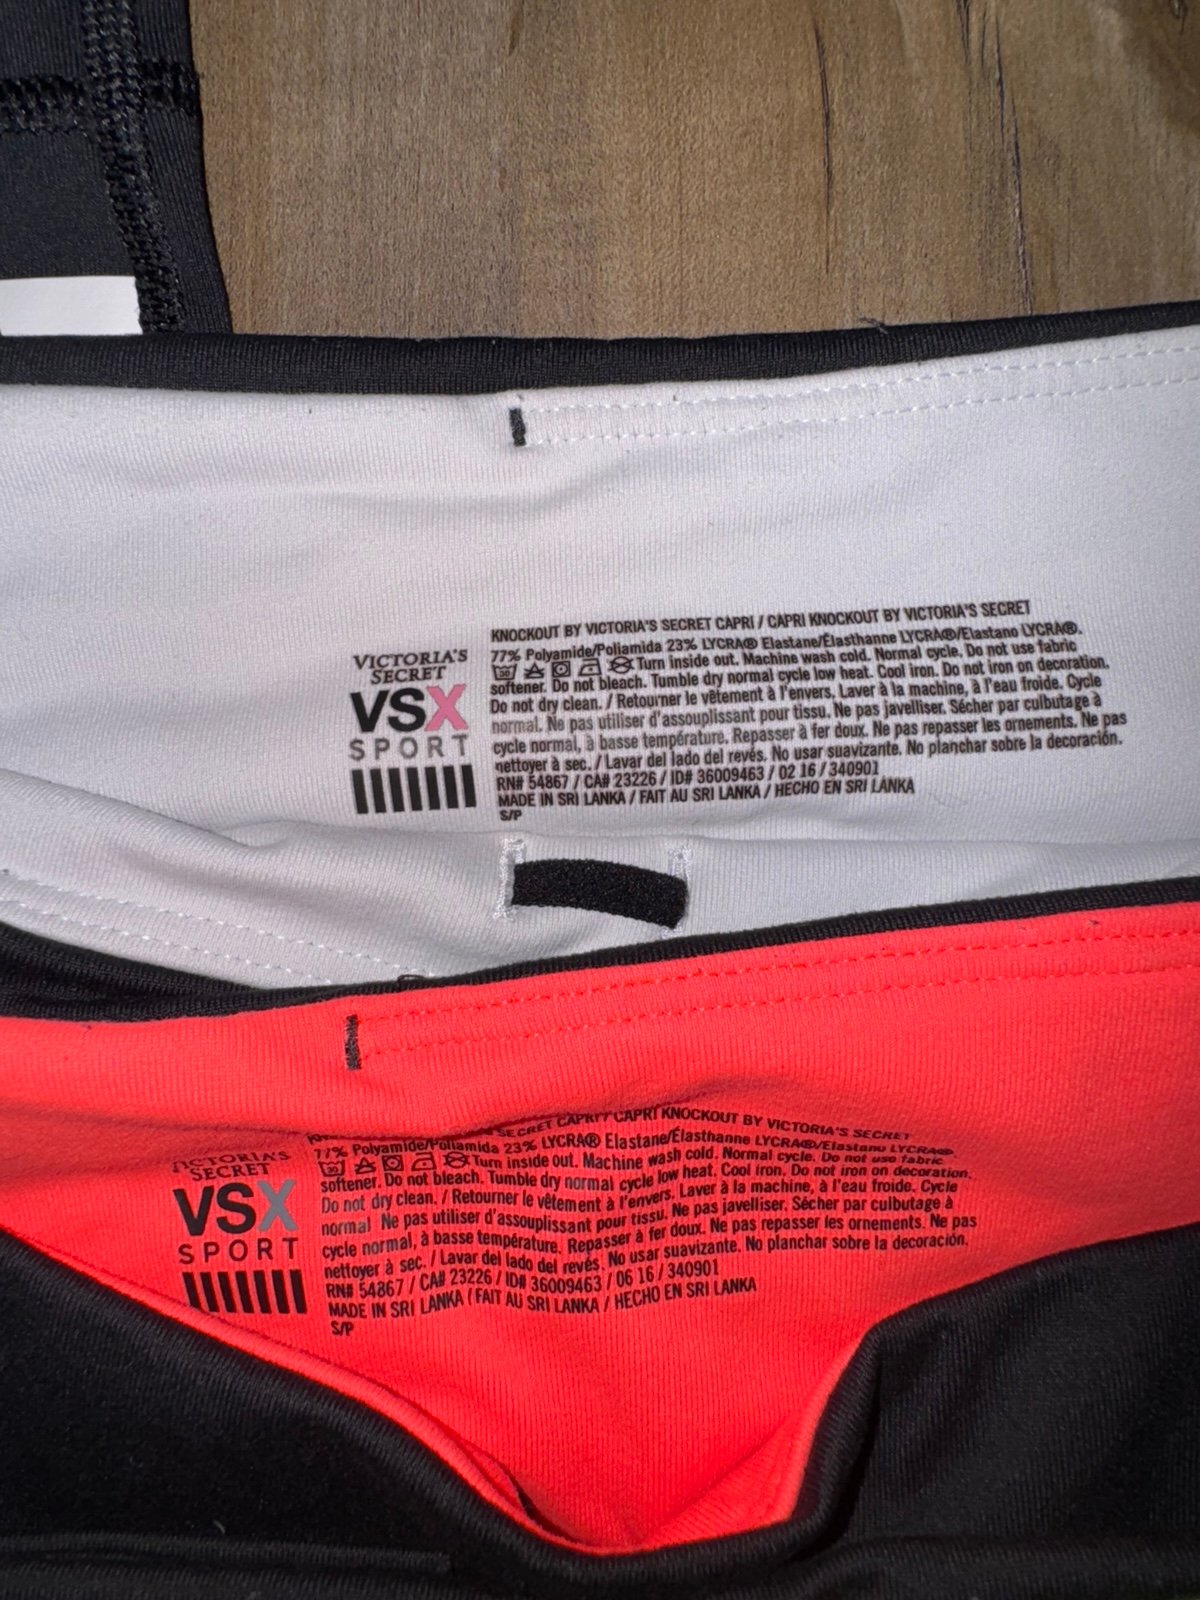 VICTORIA'S
SECRET
VSX
SPORT
KNOCKOUT BY VICTORIA'S SECRET CAPRI / CAPRI KNOCKOUT BY VICTORIA'S SECRET
77% Polyamide/Poliamida 23% LYCRA® Elastane/Élasthanne LYCRA®/Elastano LYCRA®.
30 Turn inside out. Machine wash cold. Normal cycle. Do not use fabric
softener. Do not bleach. Tumble dry normal cycle low heat. Cool iron. Do not iron on decoration.
Do not dry clean. / Retourner le vêtement à l'envers. Laver à la machine, à l'eau froide. Cycle
normal. Ne pas utiliser d'assouplissant pour tissu. Ne pas javelliser. Sécher par culbutage à
cycle normal, à basse température. Repasser à fer doux. Ne pas repasser les ornements. Ne pas
nettoyer à sec. / Lavar del lado del revés. No usar suavizante. No planchar sobre la decoración.
RN# 54867 / CA# 23226 / ID# 36009463 / 02 16 / 340901
MADE IN SRI LANKA / FAIT AU SRI LANKA / HECHO EN SRI LANKA
S/P
VICTORIA'S
SECRET
VSX
SPORT
SECRET CAPRI / CAPRI KNOCKOUT BY VICTORIA'S SECRET
77% Polyamide/Poliamida 23% LYCRA® Elastane/Élasthanne LYCRA®/Elastano LYCRA®.
30 Turn inside out. Machine wash cold. Normal cycle. Do not use fabric
softener. Do not bleach. Tumble dry normal cycle low heat. Cool iron. Do not iron on decoration.
Do not dry clean. / Retourner le vêtement à l'envers. Laver à la machine, à l'eau froide. Cycle
normal. Ne pas utiliser d'assouplissant pour tissu. Ne pas javelliser. Sécher par culbutage à
cycle normal, à basse température. Repasser à fer doux. Ne pas repasser les ornements. Ne pas
nettoyer à sec. / Lavar del lado del revés. No usar suavizante. No planchar sobre la decoración.
RN# 54867 / CA# 23226 / ID# 36009463 / 06 16 / 340901
MADE IN SRI LANKA / FAIT AU SRI LANKA / HECHO EN SRI LANKA
S/P